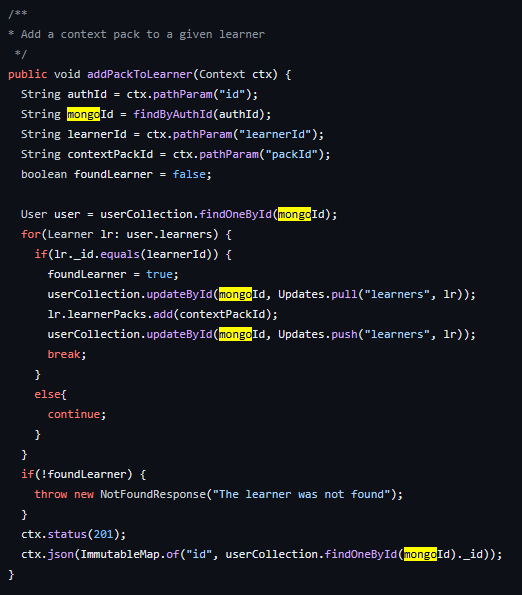 /**
* Add a context pack to a given learner
*/
public void addPackToLearner(Context ctx) {
String authId = ctx.pathParam("id");
String mongoId = findByAuthId(authId);
String learnerId = ctx.pathParam("learnerId");
String contextPackId = ctx.pathParam("packId");
boolean foundLearner = false;
User user = userCollection.findOneById(mongoId);
for(Learner lr: user.learners) {
if(lr._id.equals(learnerId)) {
foundLearner = true;
userCollection.updateById(mongoId, Updates.pull("learners", lr));
lr.learnerPacks.add(contextPackId);
userCollection.updateById(mongoId, Updates.push("learners", lr));
break;
}
else{
continue;
}
}
if(!foundLearner) {
throw new NotFoundResponse("The learner was not found");
}
ctx.status(201);
ctx.json(ImmutableMap.of("id", userCollection.findOneById(mongoId)._id));
}